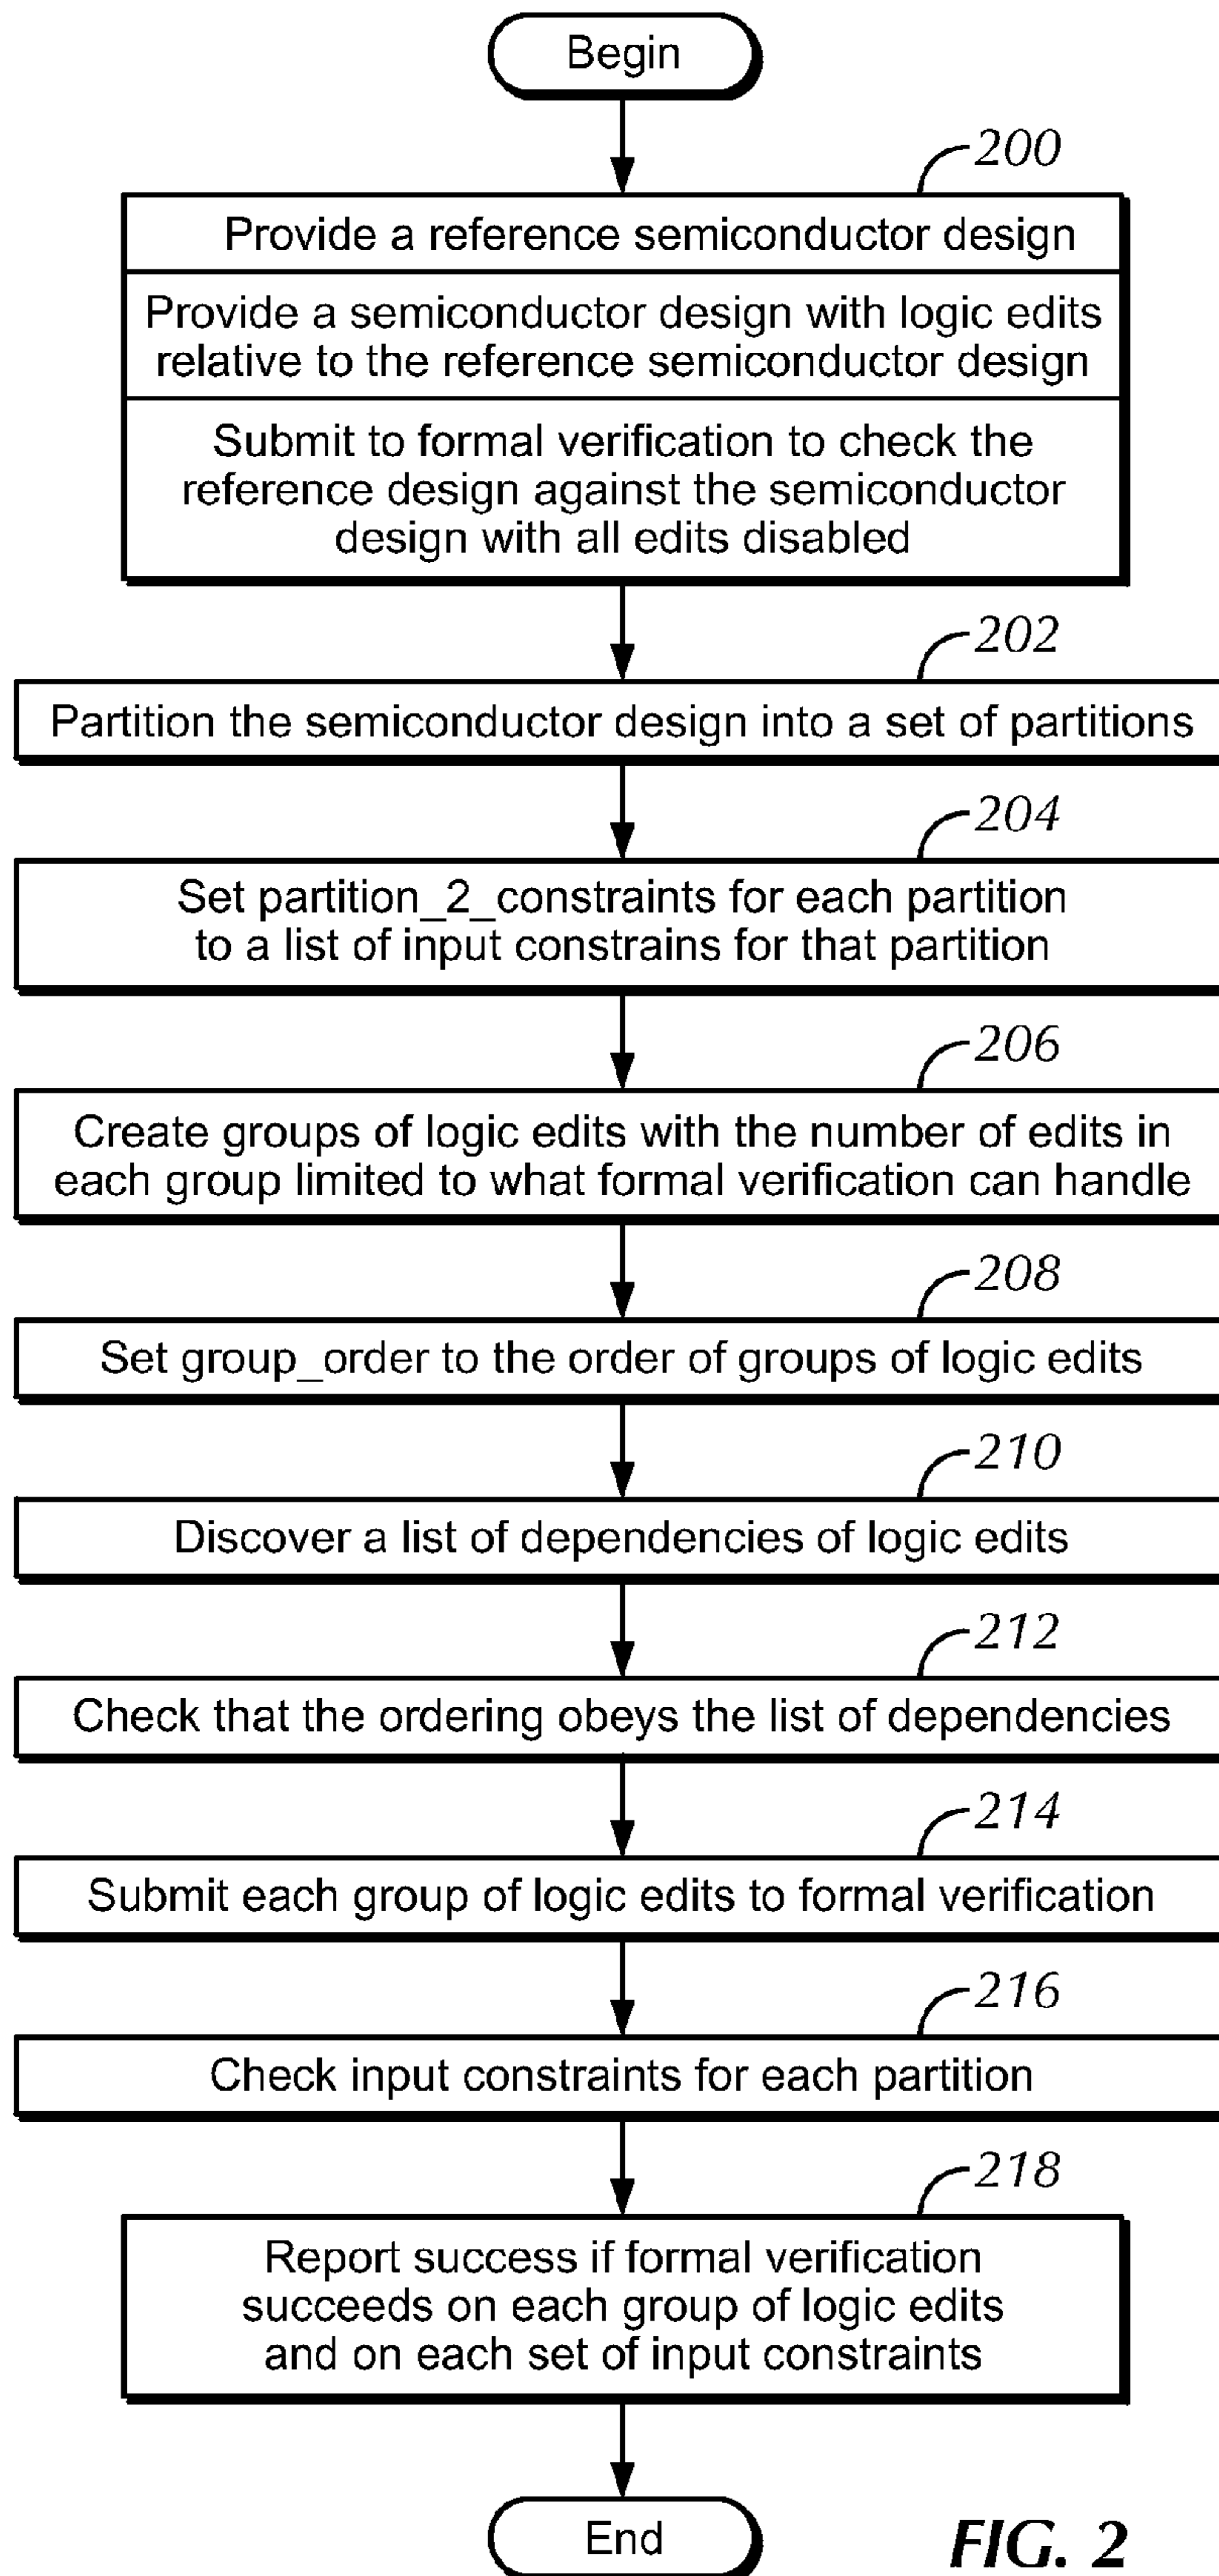 Begin
200
Provide a reference semiconductor design
Provide a semiconductor design with logic edits
relative to the reference semiconductor design
Submit to formal verification to check the
reference design against the semiconductor
design with all edits disabled
202
Partition the semiconductor design into a set of partitions
204
Set partition_2_constraints for each partition
to a list of input constrains for that partition
206
Create groups of logic edits with the number of edits in
each group limited to what formal verification can handle
208
Set group_order to the order of groups of logic edits
210
Discover a list of dependencies of logic edits
212
Check that the ordering obeys the list of dependencies
214
Submit each group of logic edits to formal verification
216
Check input constraints for each partition
218
Report success if formal verification
succeeds on each group of logic edits
and on each set of input constraints
End
FIG. 2